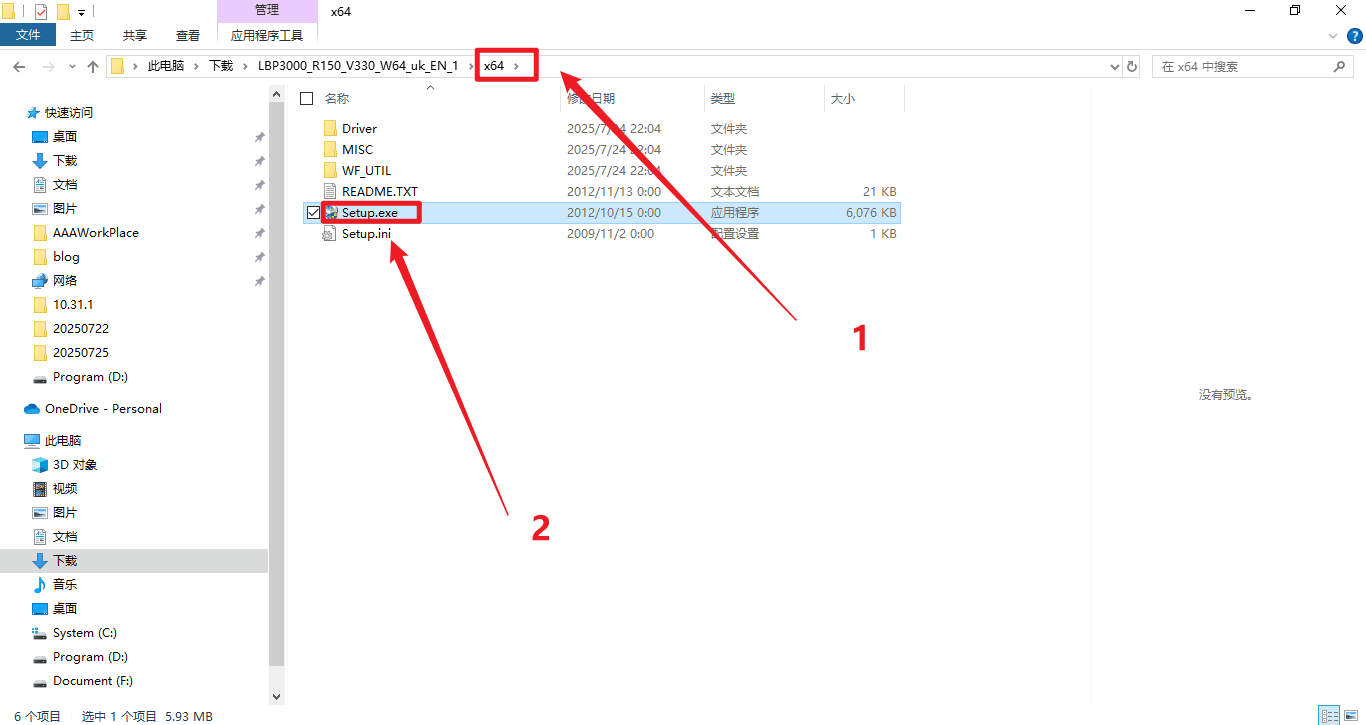 管理
x64
文件
主页
共享
查看
应用程序工具
此电脑 下载 LBP3000_R150_V330_W64_uk_EN_1 x64
在 x64 中搜索
名称 修改日期 类型 大小
Driver 2025/7/24 22:04 文件夹
MISC 2025/7/24 22:04 文件夹
WF_UTIL 2025/7/24 22:04 文件夹
README.TXT 2012/11/13 0:00 文本文档 21 KB
Setup.exe 2012/10/15 0:00 应用程序 6,076 KB
Setup.ini 2009/11/2 0:00 配置设置 1 KB
快速访问
桌面
下载
文档
图片
AAAWorkPlace
blog
网络
10.31.1
20250722
20250725
Program (D:)
OneDrive - Personal
此电脑
3D 对象
视频
图片
文档
下载
音乐
桌面
System (C:)
Program (D:)
Document (F:)
1
2
没有预览。
6 个项目 选中 1 个项目 5.93 MB